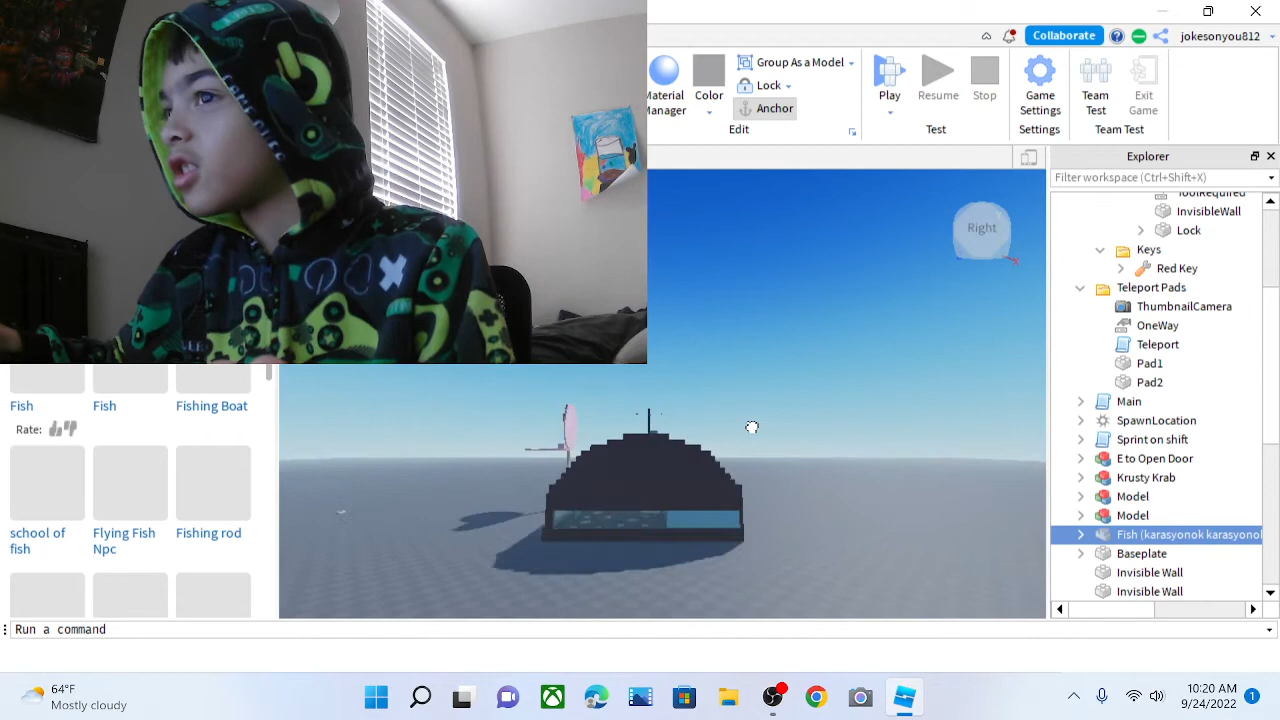 Collaborate
jokesonyou812
Material
Manager
Color
Group As a Model
Lock
Anchor
Edit
Play
Resume
Stop
Test
Game
Settings
Settings
Team
Test
Exit
Game
Team Test
Explorer
Filter workspace (Ctrl+Shift+X)
ToolRequired
InvisibleWall
Lock
Keys
Red Key
Teleport Pads
ThumbnailCamera
OneWay
Teleport
Pad1
Pad2
Main
SpawnLocation
Sprint on shift
E to Open Door
Krusty Krab
Model
Model
Fish (karasyonok karasyonok
Baseplate
Invisible Wall
Invisible Wall
Right
Fish
Fish
Fishing Boat
Rate:
school of
fish
Flying Fish
Npc
Fishing rod
Run a command
64°F
Mostly cloudy
10:20 AM
9/24/2022
1